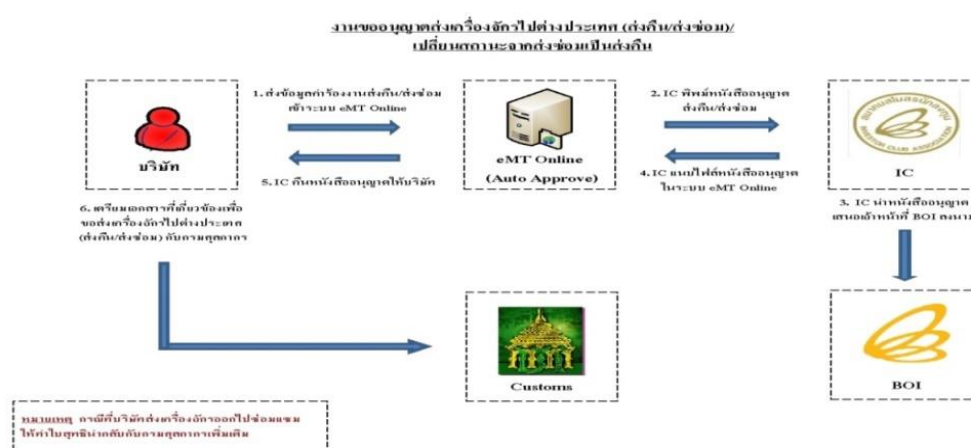 งานขออนุญาตส่งเครื่องจักรไปต่างประเทศ (ส่งคืน/ส่งซ่อม)/
เปลี่ยนสถานะจากส่งซ่อมเป็นส่งคืน
1. ส่งข้อมูลคำร้องงานส่งคืน/ส่งซ่อม
เข้าระบบ eMT Online
2. IC พิมพ์หนังสืออนุญาต
ส่งคืน/ส่งซ่อม
บริษัท
eMT Online
(Auto Approve)
IC
5. IC คืนหนังสืออนุญาตให้บริษัท
4. IC แนบไฟล์หนังสืออนุญาต
ในระบบ eMT Online
6. เตรียมเอกสารที่เกี่ยวข้องเพื่อ
ขอส่งเครื่องจักรไปต่างประเทศ
(ส่งคืน/ส่งซ่อม) กับกรมศุลกากร
3. IC นำหนังสืออนุญาต
เสนอเจ้าหน้าที่ BOI ลงนาม
Customs
BOI
หมายเหตุ กรณีที่บริษัทส่งเครื่องจักรออกไปซ่อมแซม
ให้ทำใบสุทธินำกลับกับกรมศุลกากรเพิ่มเติม